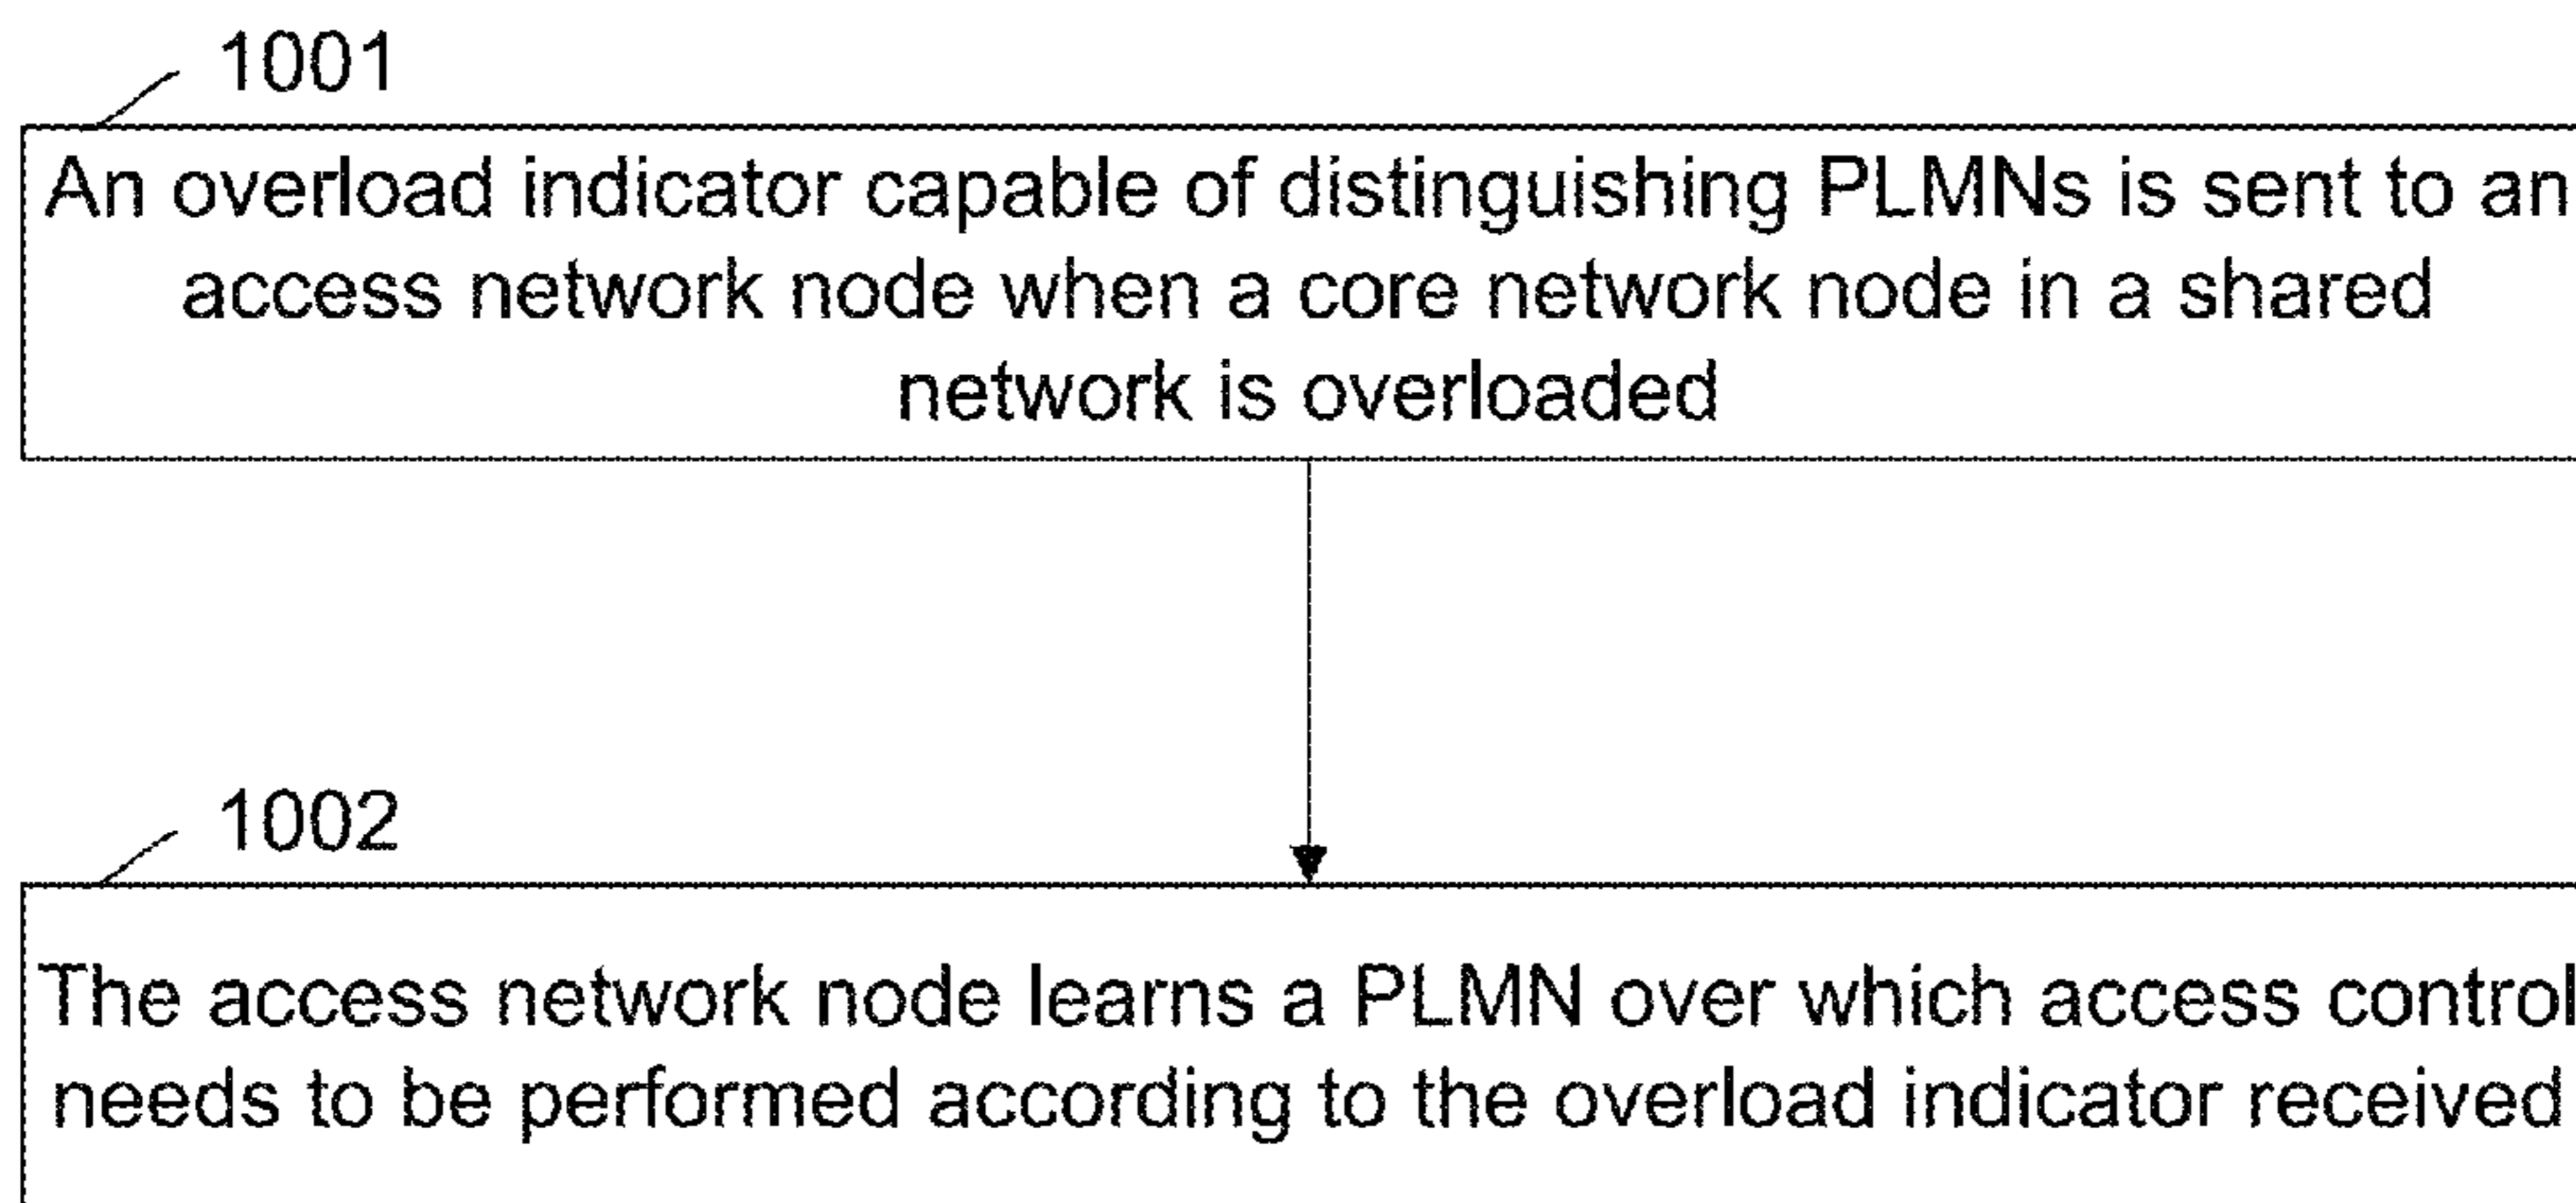 1001
An overload indicator capable of distinguishing PLMNs is sent to an
access network node when a core network node in a shared
network is overloaded
1002
The access network node learns a PLMN over which access control
needs to be performed according to the overload indicator received